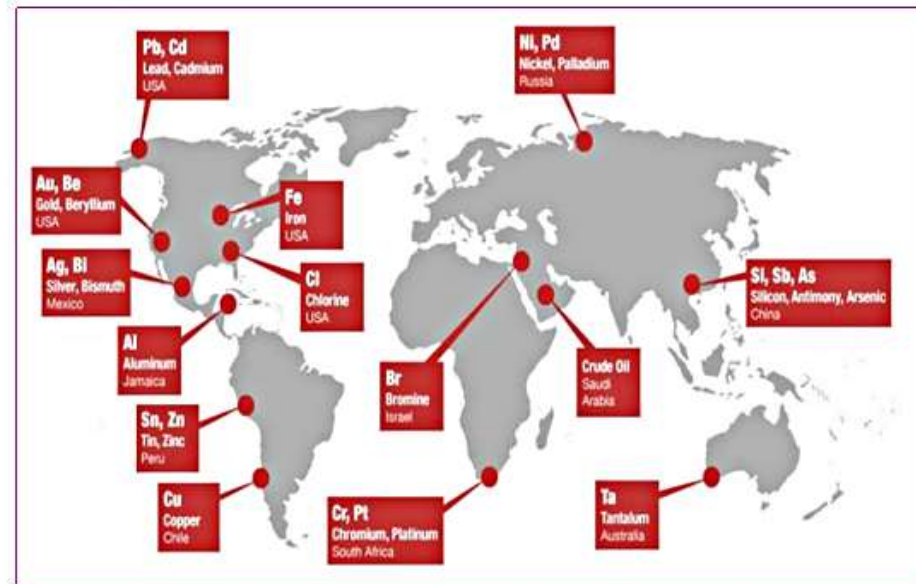 Pb, Cd
Lead, Cadmium
USA
Ni, Pd
Nickel, Palladium
Russia
Au, Be
Gold, Beryllium
USA
Fe
Iron
USA
Ag, Bi
Silver, Bismuth
Mexico
Cl
Chlorine
USA
Si, Sb, As
Silicon, Antimony, Arsenic
China
Al
Aluminum
Jamaica
Br
Bromine
Israel
Crude Oil
Saudi
Arabia
Sn, Zn
Tin, Zinc
Peru
Cu
Copper
Chile
Cr, Pt
Chromium, Platinum
South Africa
Ta
Tantalum
Australia